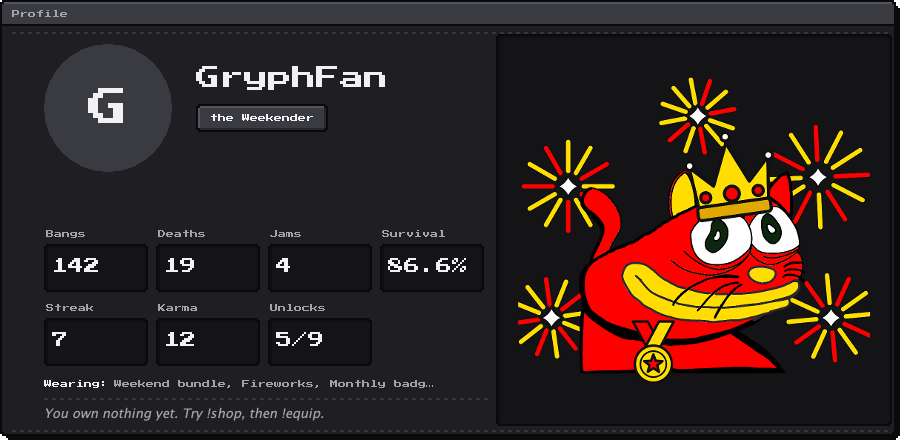 Profile
G
GryphFan
the Weekender
Bangs Deaths Jams Survival
142 19 4 86.6%
Streak Karma Unlocks
7 12 5/9
Wearing: Weekend bundle, Fireworks, Monthly badg…
You own nothing yet. Try !shop, then !equip.